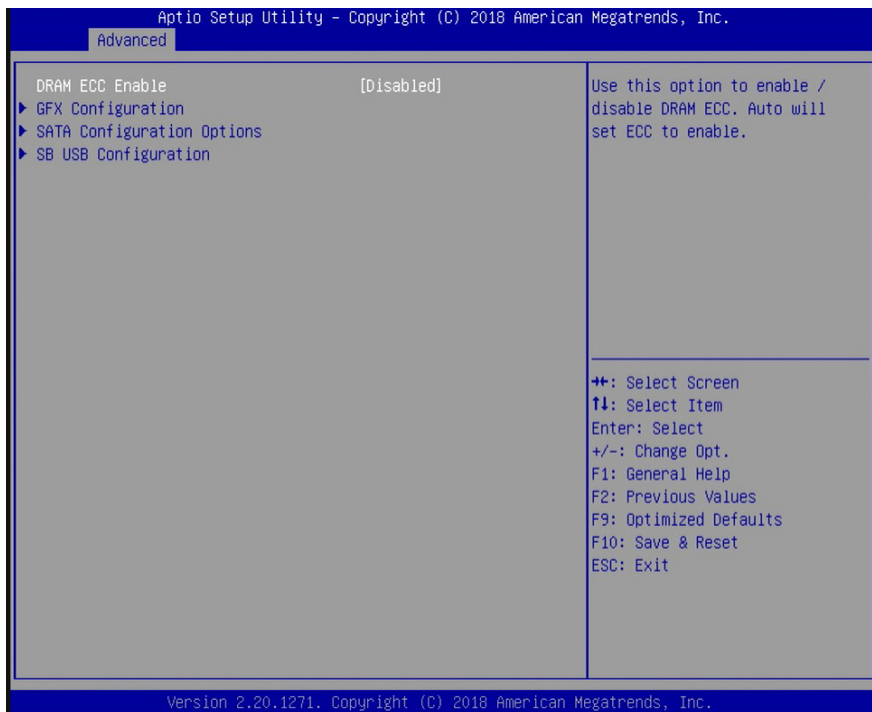 Aptio Setup Utility – Copyright (C) 2018 American Megatrends, Inc.
Advanced
DRAM ECC Enable [Disabled]
GFX Configuration
SATA Configuration Options
SB USB Configuration
Use this option to enable /
disable DRAM ECC. Auto will
set ECC to enable.
→←: Select Screen
↑↓: Select Item
Enter: Select
+/-: Change Opt.
F1: General Help
F2: Previous Values
F9: Optimized Defaults
F10: Save & Reset
ESC: Exit
Version 2.20.1271. Copyright (C) 2018 American Megatrends, Inc.